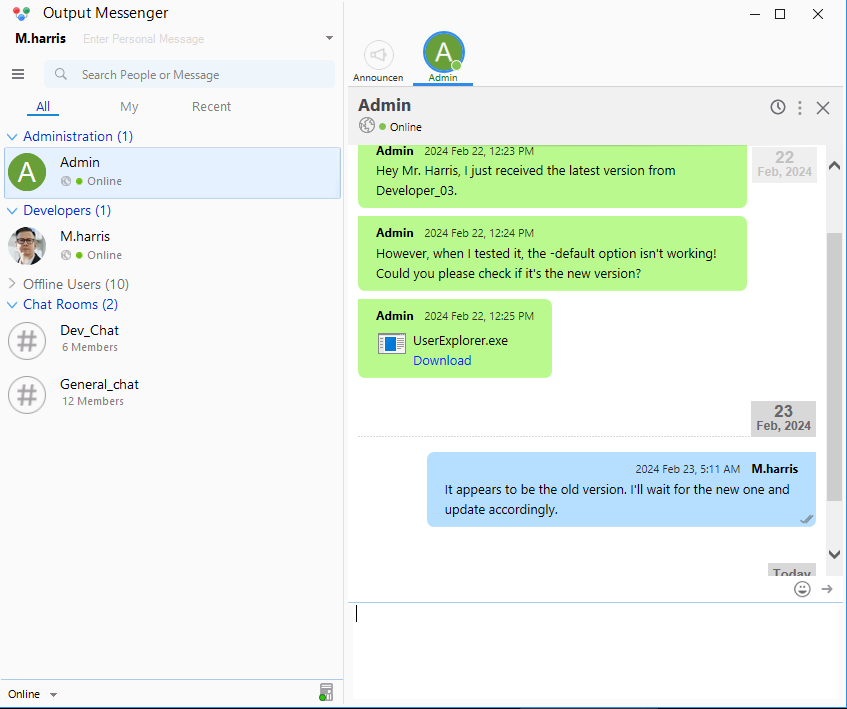 Output Messenger
M.harris
Enter Personal Message
Search People or Message
All
My
Recent
Administration (1)
A
Admin
Online
Developers (1)
M.harris
Online
Offline Users (10)
Chat Rooms (2)
#
Dev_Chat
6 Members
#
General_chat
12 Members
Online
Announcen
A
Admin
Admin
Online
Admin 2024 Feb 22, 12:23 PM
Hey Mr. Harris, I just received the latest version from
Developer_03.
22
Feb, 2024
Admin 2024 Feb 22, 12:24 PM
However, when I tested it, the -default option isn't working!
Could you please check if it's the new version?
Admin 2024 Feb 22, 12:25 PM
UserExplorer.exe
Download
23
Feb, 2024
2024 Feb 23, 5:11 AM M.harris
It appears to be the old version. I'll wait for the new one and
update accordingly.
Today